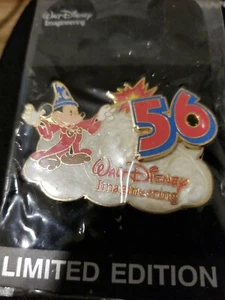 Walt Disney
Imagineering
56
Walt Disney
Imagineering
LIMITED EDITION